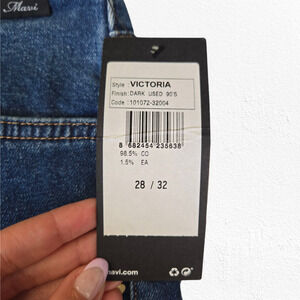 Mavi
Style : VICTORIA
Finish: DARK USED 90'S
Code : 101072-32004
8 682454 235638
98.5% CO
1.5% EA
28 / 32
mavi.com